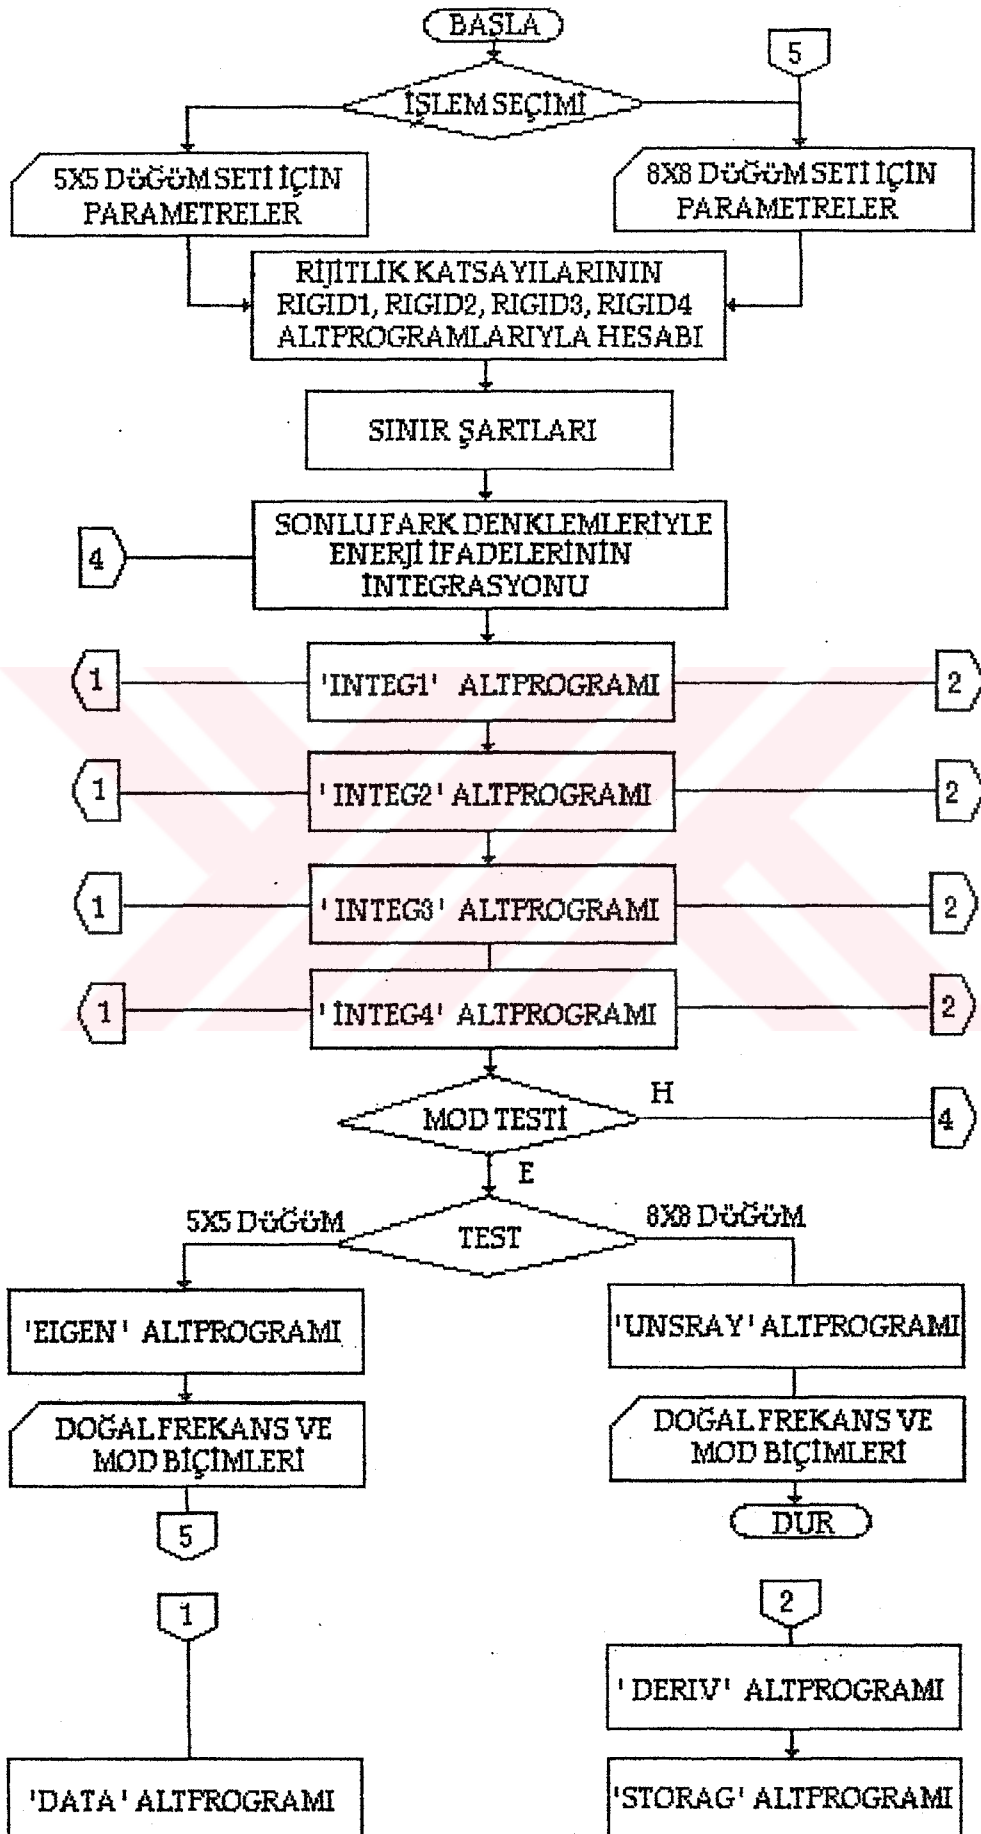 BAŞLA
5
İŞLEM SEÇİMİ
5X5 DüĞüM SETİ İÇİN
PARAMETRELER
8X8 DüĞüM SETİ İÇİN
PARAMETRELER
RİJİTLİK KATSAYILARININ
RIGID1, RIGID2, RIGID3, RIGID4
ALTPROGRAMLARIYLA HESABI
SINIR ŞARTLARI
4
SONLU FARK DENKLEMLERİYLE
ENERJİ İFADELERİNİN
İNTEGRASYONU
1
'INTEG1' ALTPROGRAMI
2
1
'INTEG2' ALTPROGRAMI
2
1
'INTEG3' ALTPROGRAMI
2
1
'İNTEG4' ALTPROGRAMI
2
MOD TESTİ
H
4
E
5X5 DüĞüM
TEST
8X8 DüĞüM
'EIGEN' ALTPROGRAMI
'UNSRAY' ALTPROGRAMI
DOĞAL FREKANS VE
MOD BİÇİMLERİ
DOĞAL FREKANS VE
MOD BİÇİMLERİ
5
DUR
1
2
'DERIV' ALTPROGRAMI
'DATA' ALTPROGRAMI
'STORAG' ALTPROGRAMI